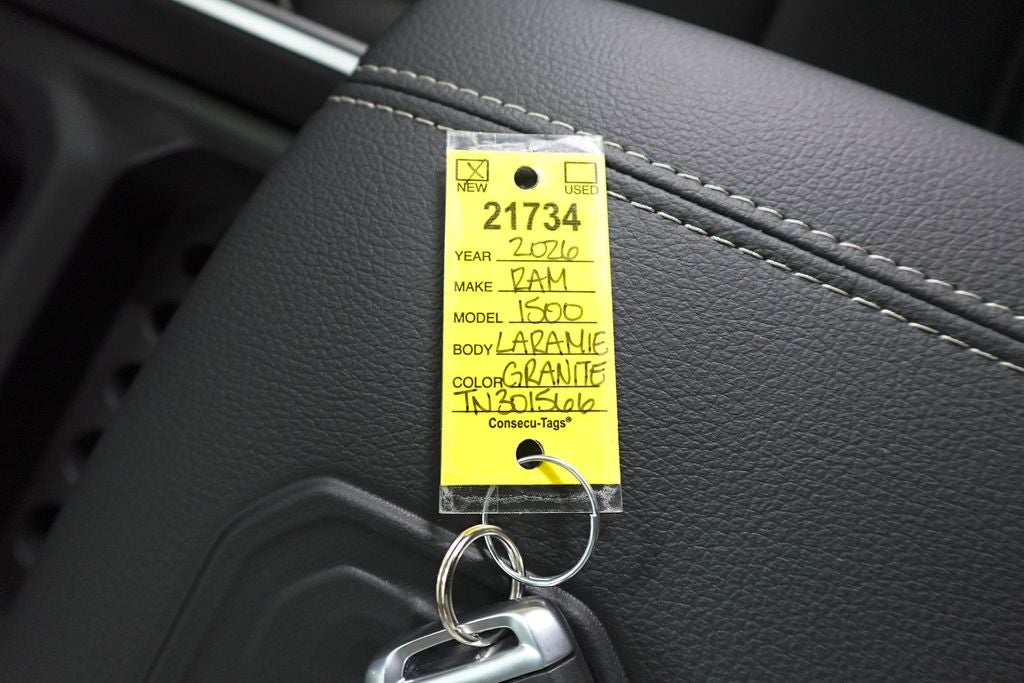 X
NEW USED
21734
YEAR 2026
MAKE RAM
MODEL 1500
BODY LARAMIE
COLOR GRANITE
TN301566
Consecu-Tags®